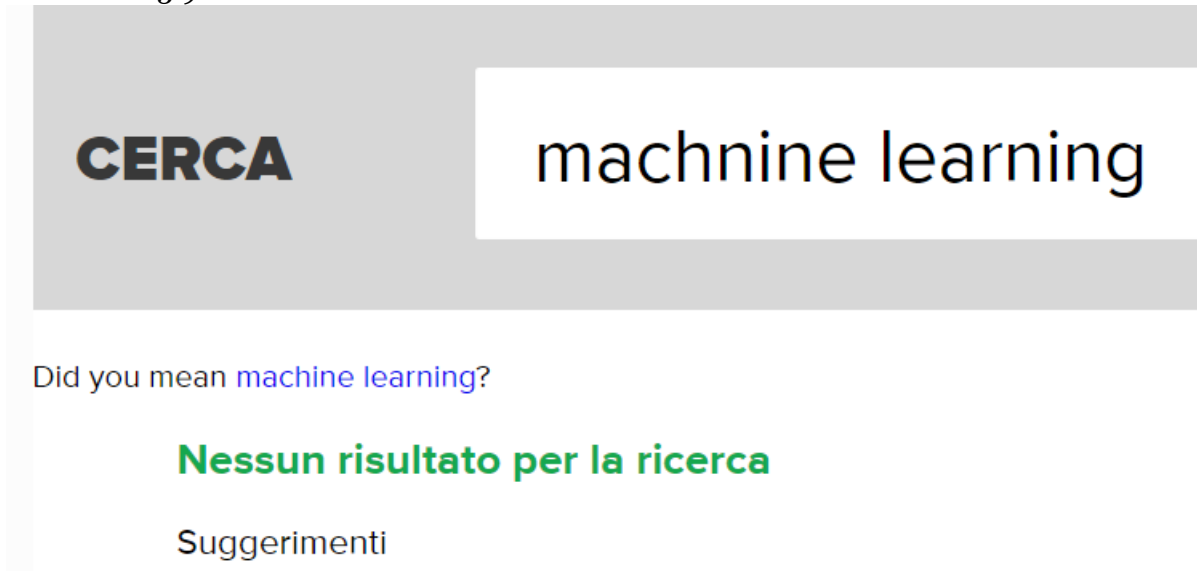 CERCA
machnine learning
Did you mean machine learning?
Nessun risultato per la ricerca
Suggerimenti